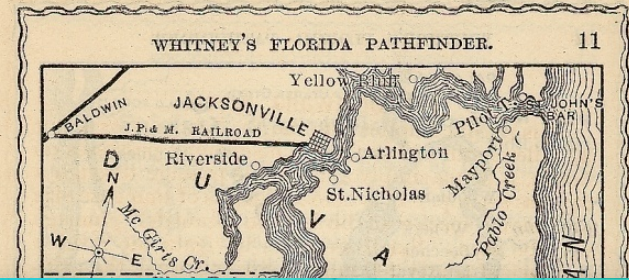 WHITNEY'S FLORIDA PATHFINDER.
11
Yellow Bluff
BALDWIN
JACKSONVILLE
J. P. & M. RAILROAD
Pilot T.
ST. JOHN'S
BAR
Riverside
Arlington
Mayport
St. Nicholas
Pablo Creek
D
U
V
A
N
W
E
Mc. Girts Cr.
N